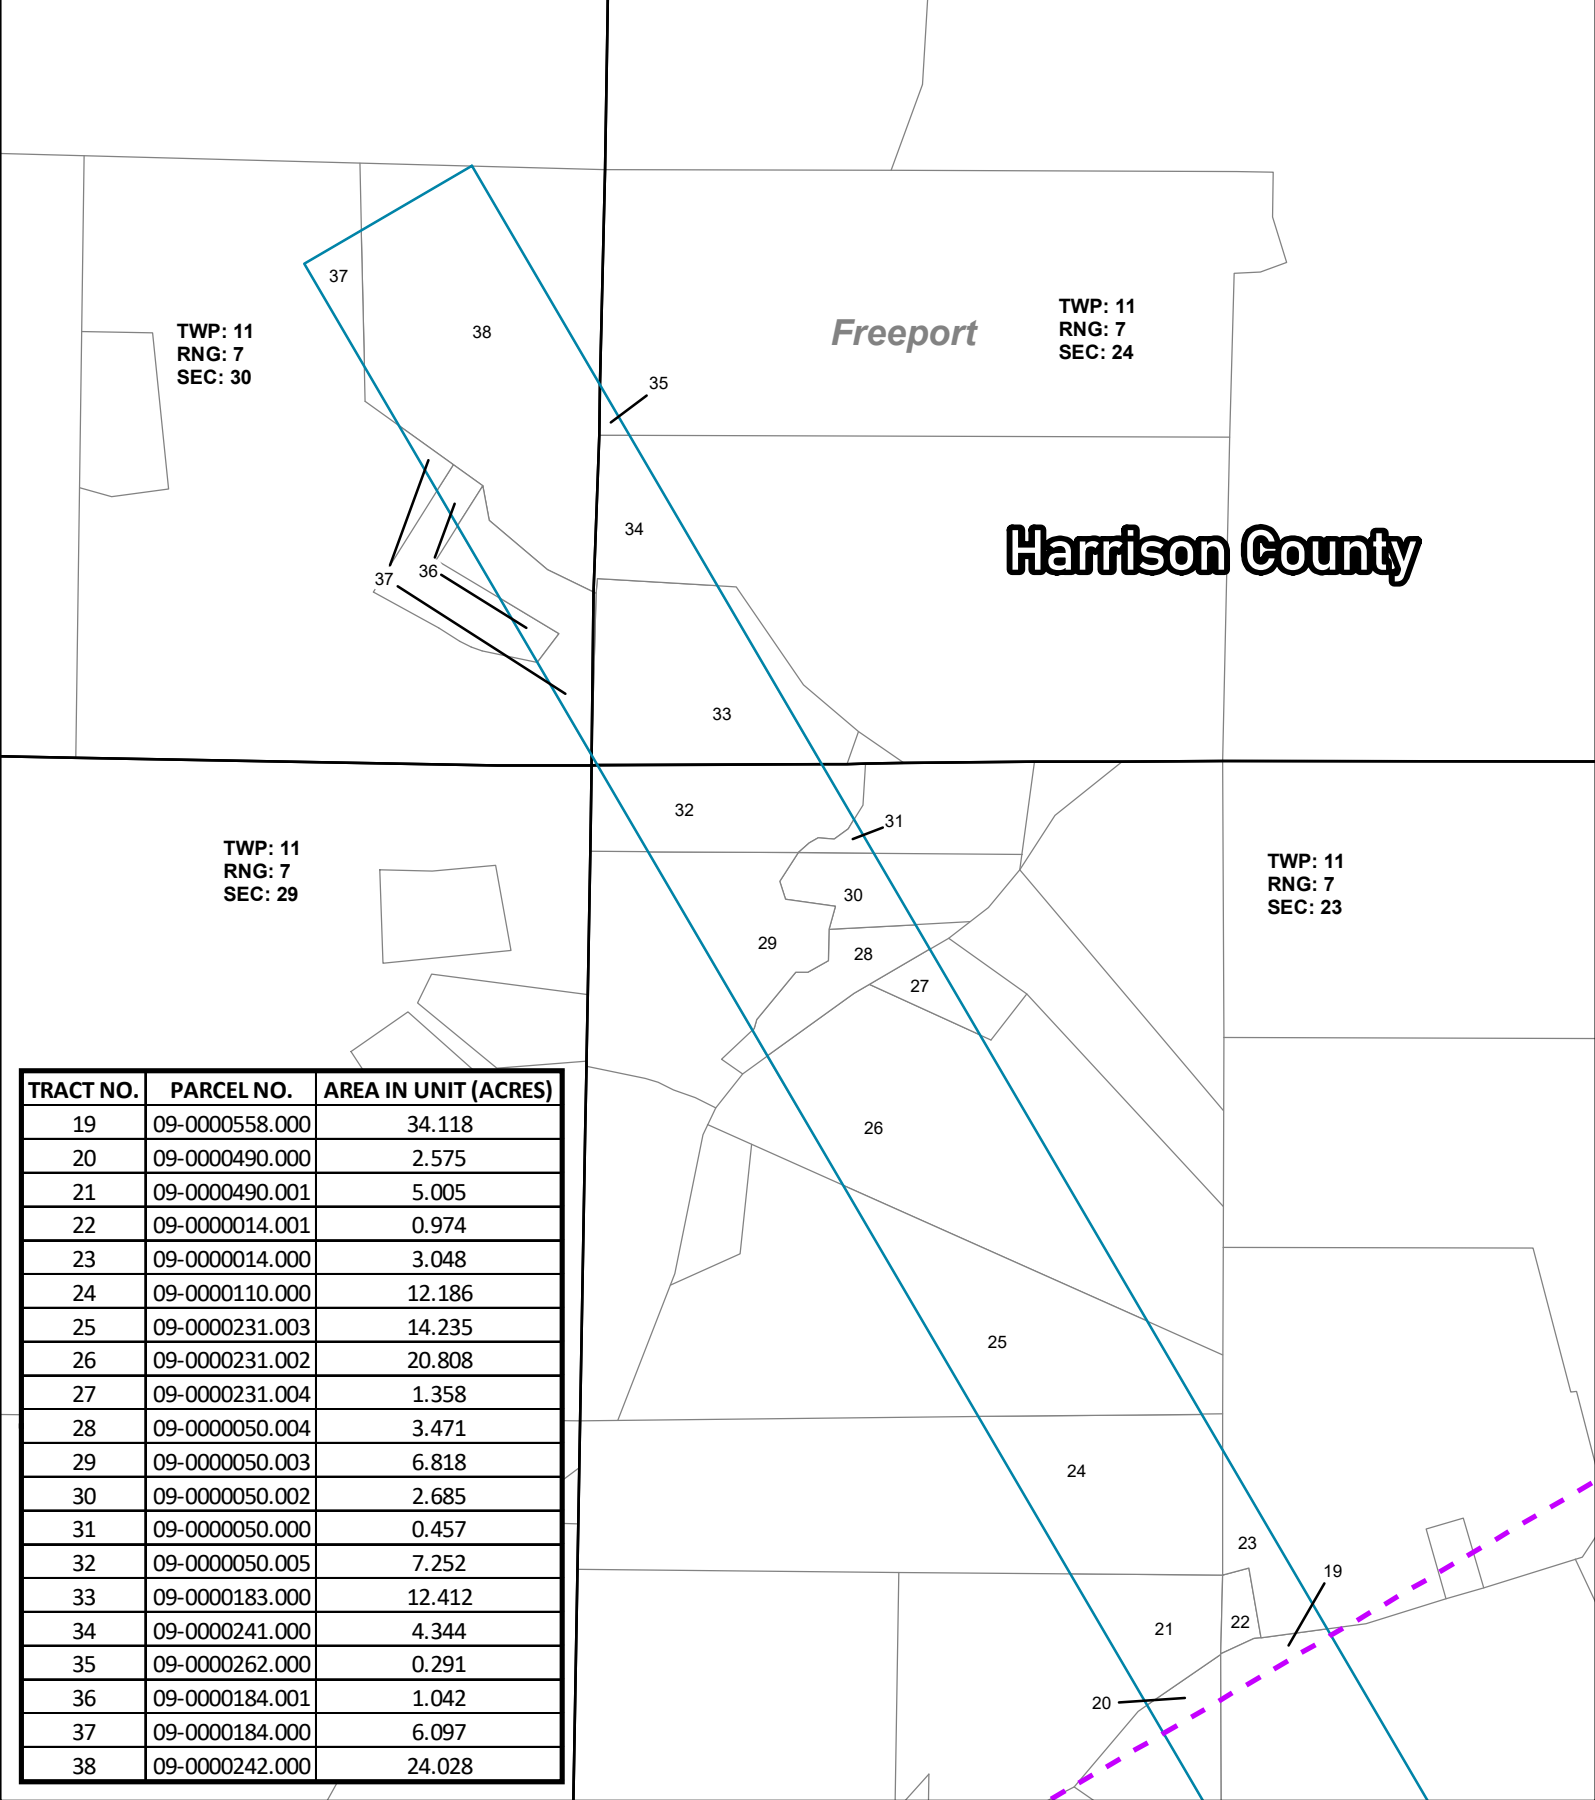 37
38
TWP: 11
RNG: 7
SEC: 30
Freeport
TWP: 11
RNG: 7
SEC: 24
35
34
Harrison County
37
36
33
32
31
TWP: 11
RNG: 7
SEC: 29
TWP: 11
RNG: 7
SEC: 23
30
29
28
27
26
25
24
23
19
22
21
20
TRACT NO. PARCEL NO. AREA IN UNIT (ACRES)
19 09-0000558.000 34.118
20 09-0000490.000 2.575
21 09-0000490.001 5.005
22 09-0000014.001 0.974
23 09-0000014.000 3.048
24 09-0000110.000 12.186
25 09-0000231.003 14.235
26 09-0000231.002 20.808
27 09-0000231.004 1.358
28 09-0000050.004 3.471
29 09-0000050.003 6.818
30 09-0000050.002 2.685
31 09-0000050.000 0.457
32 09-0000050.005 7.252
33 09-0000183.000 12.412
34 09-0000241.000 4.344
35 09-0000262.000 0.291
36 09-0000184.001 1.042
37 09-0000184.000 6.097
38 09-0000242.000 24.028